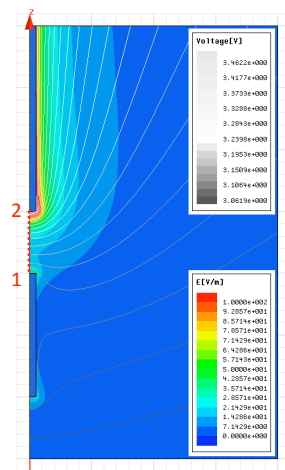 z
Voltage[V]
3.4622e+000
3.4177e+000
3.3733e+000
3.3288e+000
3.2843e+000
3.2398e+000
3.1953e+000
3.1509e+000
3.1064e+000
3.0619e+000
2
1
E[V/m]
1.0000e+002
9.2857e+001
8.5714e+001
7.8571e+001
7.1429e+001
6.4286e+001
5.7143e+001
5.0000e+001
4.2857e+001
3.5714e+001
2.8571e+001
2.1429e+001
1.4286e+001
7.1429e+000
0.0000e+000